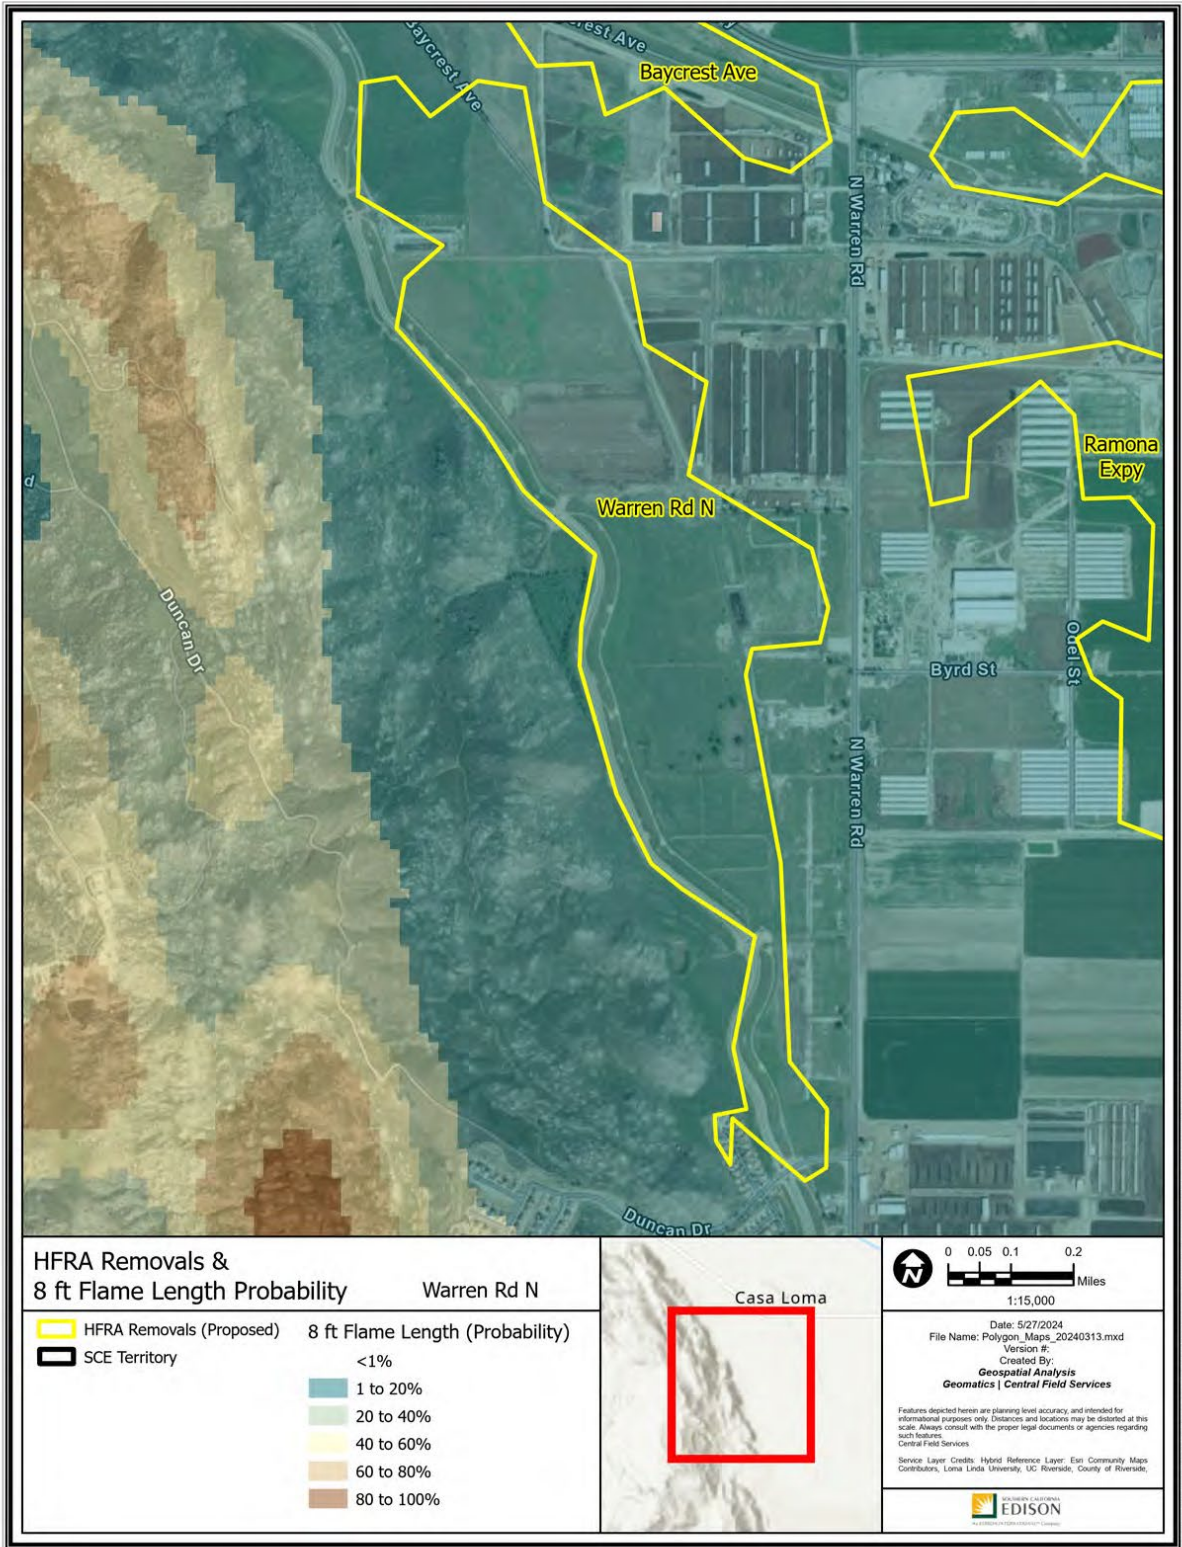 Baycrest Ave
crest Ave
Baycrest Ave
N Warren Rd
Ramona
Expy
Warren Rd N
d
Duncan Dr
Odel St
Byrd St
N Warren Rd
Duncan Dr
HFRA Removals &
8 ft Flame Length Probability
Warren Rd N
HFRA Removals (Proposed)
SCE Territory
8 ft Flame Length (Probability)
<1%
1 to 20%
20 to 40%
40 to 60%
60 to 80%
80 to 100%
Casa Loma
N
0 0.05 0.1 0.2
Miles
1:15,000
Date: 5/27/2024
File Name: Polygon_Maps_20240313.mxd
Version #:
Created By:
Geospatial Analysis
Geomatics | Central Field Services
Features depicted herein are planning level accuracy, and intended for
informational purposes only. Distances and locations may be distorted at this
scale. Always consult with the proper legal documents or agencies regarding
such features.
Central Field Services
Service Layer Credits: Hybrid Reference Layer: Esri Community Maps
Contributors, Loma Linda University, UC Riverside, County of Riverside,
SOUTHERN CALIFORNIA
EDISON
An EDISON INTERNATIONAL® Company